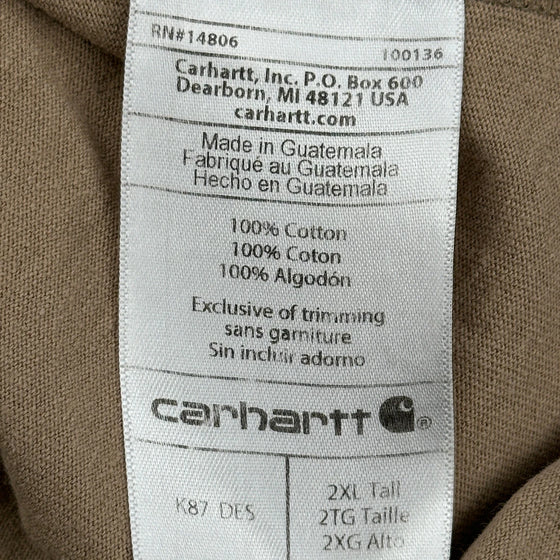 RN#14806 100136
Carhartt, Inc. P.O. Box 600
Dearborn, MI 48121 USA
carhartt.com
Made in Guatemala
Fabriqué au Guatemala
Hecho en Guatemala
100% Cotton
100% Coton
100% Algodón
Exclusive of trimming
sans garniture
Sin incluir adorno
carhartt ®
K87 DES
2XL Tall
2TG Taille
2XG Alto